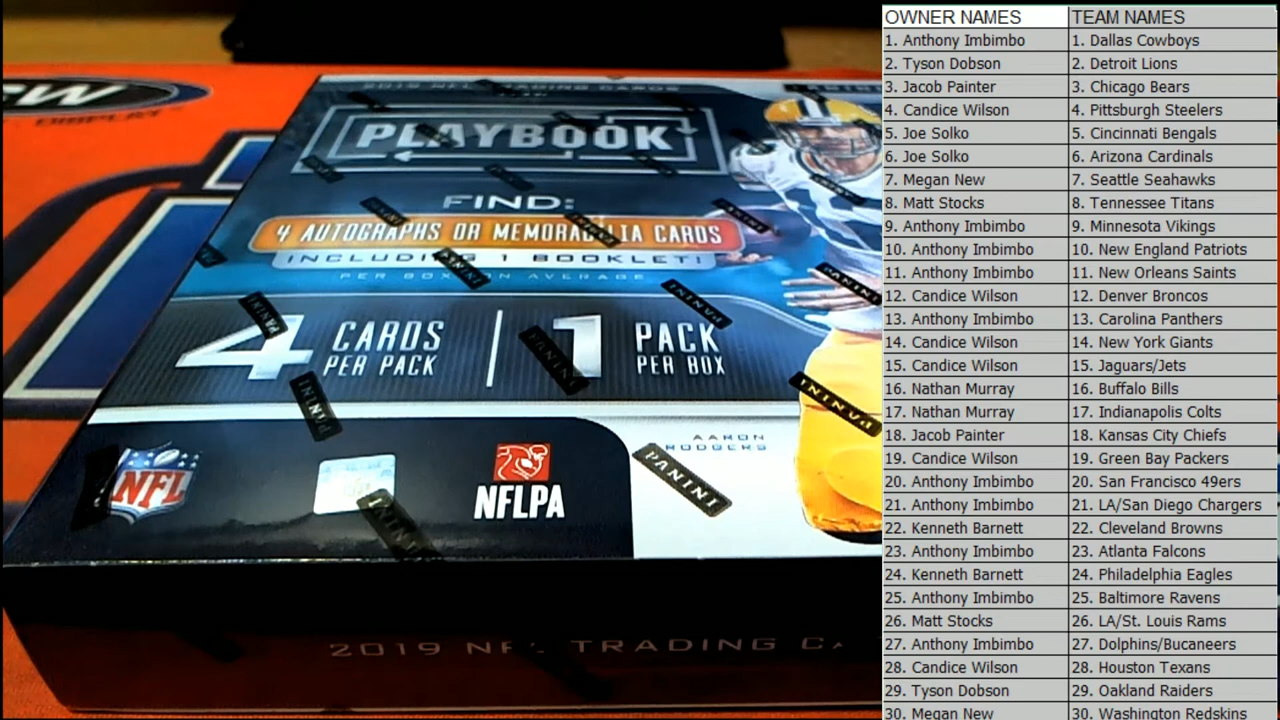 CW
DISPLAY
2019 NFL TRADING CARDS
PLAYBOOK
FIND:
4 AUTOGRAPHS OR MEMORABILIA CARDS
INCLUDING 1 BOOKLET!
PER BOX, ON AVERAGE
4 CARDS PER PACK
1 PACK PER BOX
AARON RODGERS
NFL
NFLPA
PANINI
PANINI
PANINI
PANINI
PANINI
PANINI
2019 NFL TRADING CA
OWNER NAMES TEAM NAMES
1. Anthony Imbimbo 1. Dallas Cowboys
2. Tyson Dobson 2. Detroit Lions
3. Jacob Painter 3. Chicago Bears
4. Candice Wilson 4. Pittsburgh Steelers
5. Joe Solko 5. Cincinnati Bengals
6. Joe Solko 6. Arizona Cardinals
7. Megan New 7. Seattle Seahawks
8. Matt Stocks 8. Tennessee Titans
9. Anthony Imbimbo 9. Minnesota Vikings
10. Anthony Imbimbo 10. New England Patriots
11. Anthony Imbimbo 11. New Orleans Saints
12. Candice Wilson 12. Denver Broncos
13. Anthony Imbimbo 13. Carolina Panthers
14. Candice Wilson 14. New York Giants
15. Candice Wilson 15. Jaguars/Jets
16. Nathan Murray 16. Buffalo Bills
17. Nathan Murray 17. Indianapolis Colts
18. Jacob Painter 18. Kansas City Chiefs
19. Candice Wilson 19. Green Bay Packers
20. Anthony Imbimbo 20. San Francisco 49ers
21. Anthony Imbimbo 21. LA/San Diego Chargers
22. Kenneth Barnett 22. Cleveland Browns
23. Anthony Imbimbo 23. Atlanta Falcons
24. Kenneth Barnett 24. Philadelphia Eagles
25. Anthony Imbimbo 25. Baltimore Ravens
26. Matt Stocks 26. LA/St. Louis Rams
27. Anthony Imbimbo 27. Dolphins/Bucaneers
28. Candice Wilson 28. Houston Texans
29. Tyson Dobson 29. Oakland Raiders
30. Megan New 30. Washington Redskins